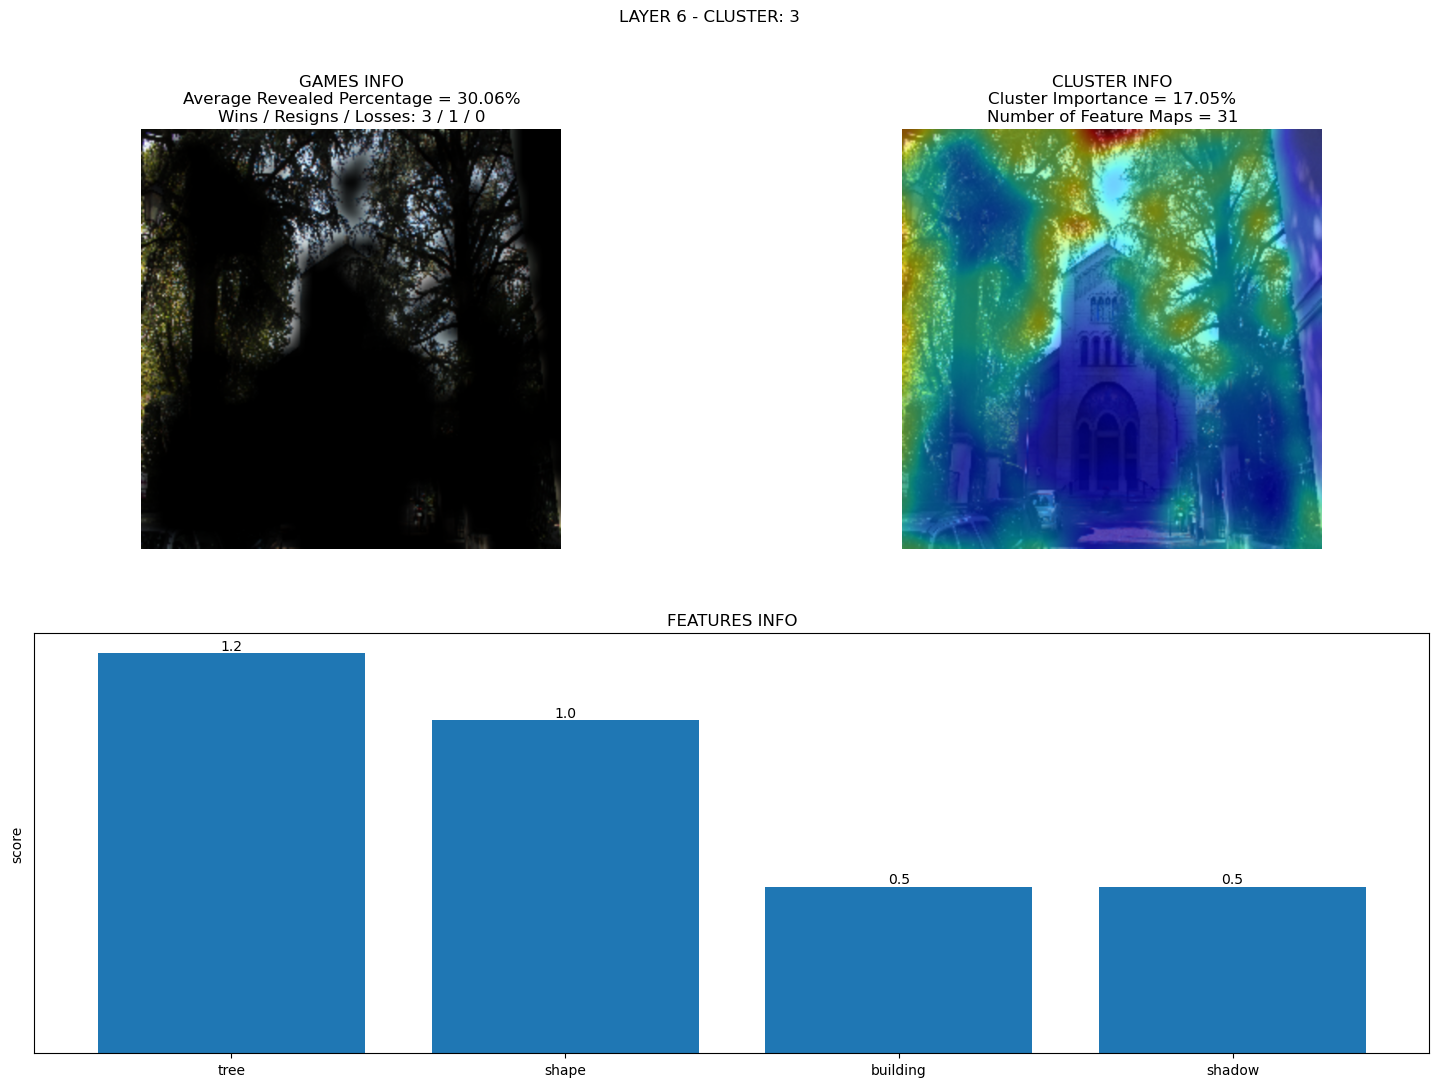 LAYER 6 - CLUSTER: 3
GAMES INFO
Average Revealed Percentage = 30.06%
Wins / Resigns / Losses: 3 / 1 / 0
CLUSTER INFO
Cluster Importance = 17.05%
Number of Feature Maps = 31
FEATURES INFO
score
1.2
1.0
0.5
0.5
tree
shape
building
shadow